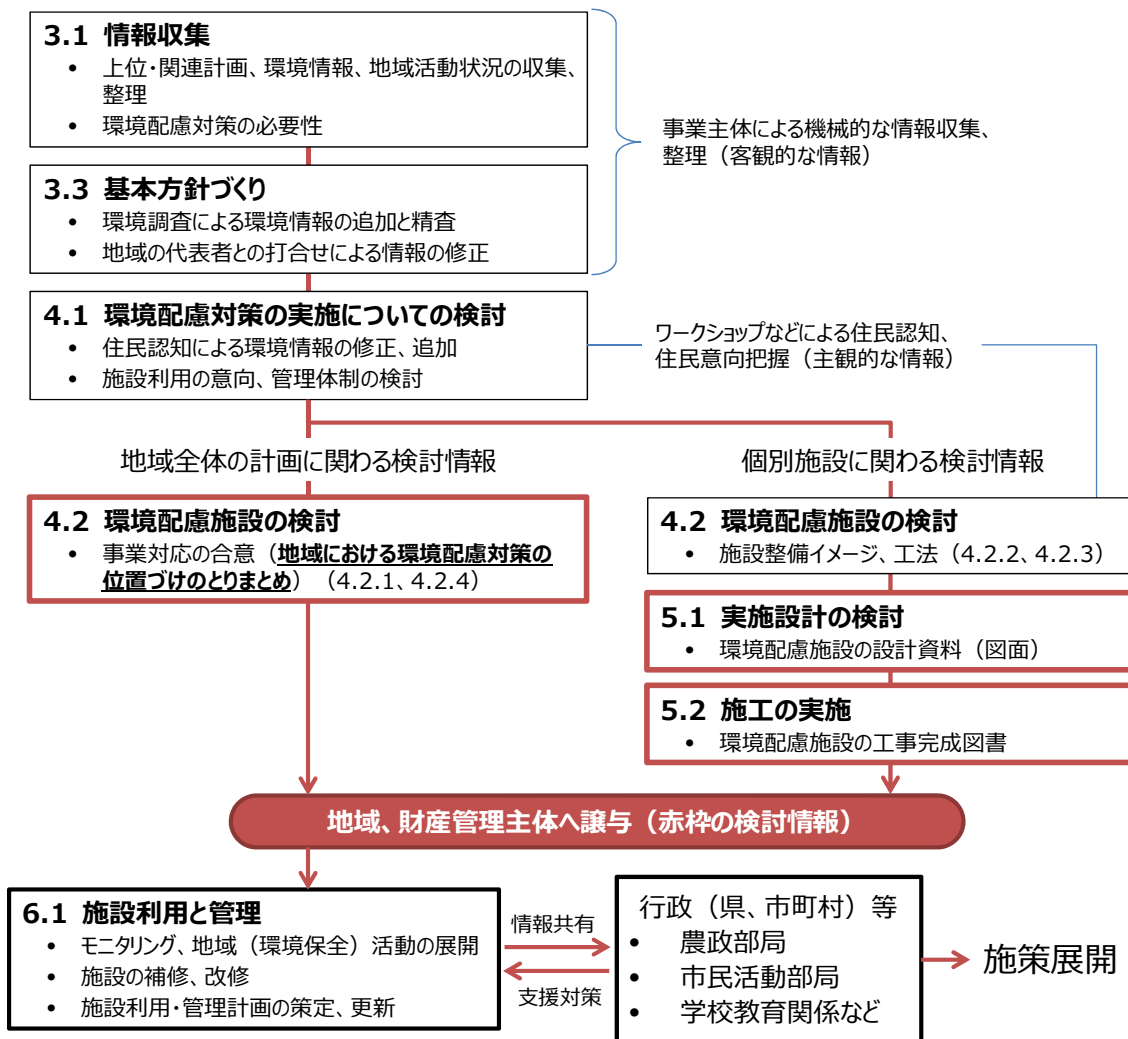 3.1 情報収集
• 上位・関連計画、環境情報、地域活動状況の収集、
整理
• 環境配慮対策の必要性
事業主体による機械的な情報収集、
整理（客観的な情報）
3.3 基本方針づくり
• 環境調査による環境情報の追加と精査
• 地域の代表者との打合せによる情報の修正
4.1 環境配慮対策の実施についての検討
• 住民認知による環境情報の修正、追加
• 施設利用の意向、管理体制の検討
ワークショップなどによる住民認知、
住民意向把握（主観的な情報）
地域全体の計画に関わる検討情報
個別施設に関わる検討情報
4.2 環境配慮施設の検討
• 事業対応の合意（地域における環境配慮対策の
位置づけのとりまとめ）（4.2.1、4.2.4）
4.2 環境配慮施設の検討
• 施設整備イメージ、工法（4.2.2、4.2.3）
5.1 実施設計の検討
• 環境配慮施設の設計資料（図面）
5.2 施工の実施
• 環境配慮施設の工事完成図書
地域、財産管理主体へ譲与（赤枠の検討情報）
6.1 施設利用と管理
• モニタリング、地域（環境保全）活動の展開
• 施設の補修、改修
• 施設利用・管理計画の策定、更新
情報共有
支援対策
行政（県、市町村）等
• 農政部局
• 市民活動部局
• 学校教育関係など
施策展開